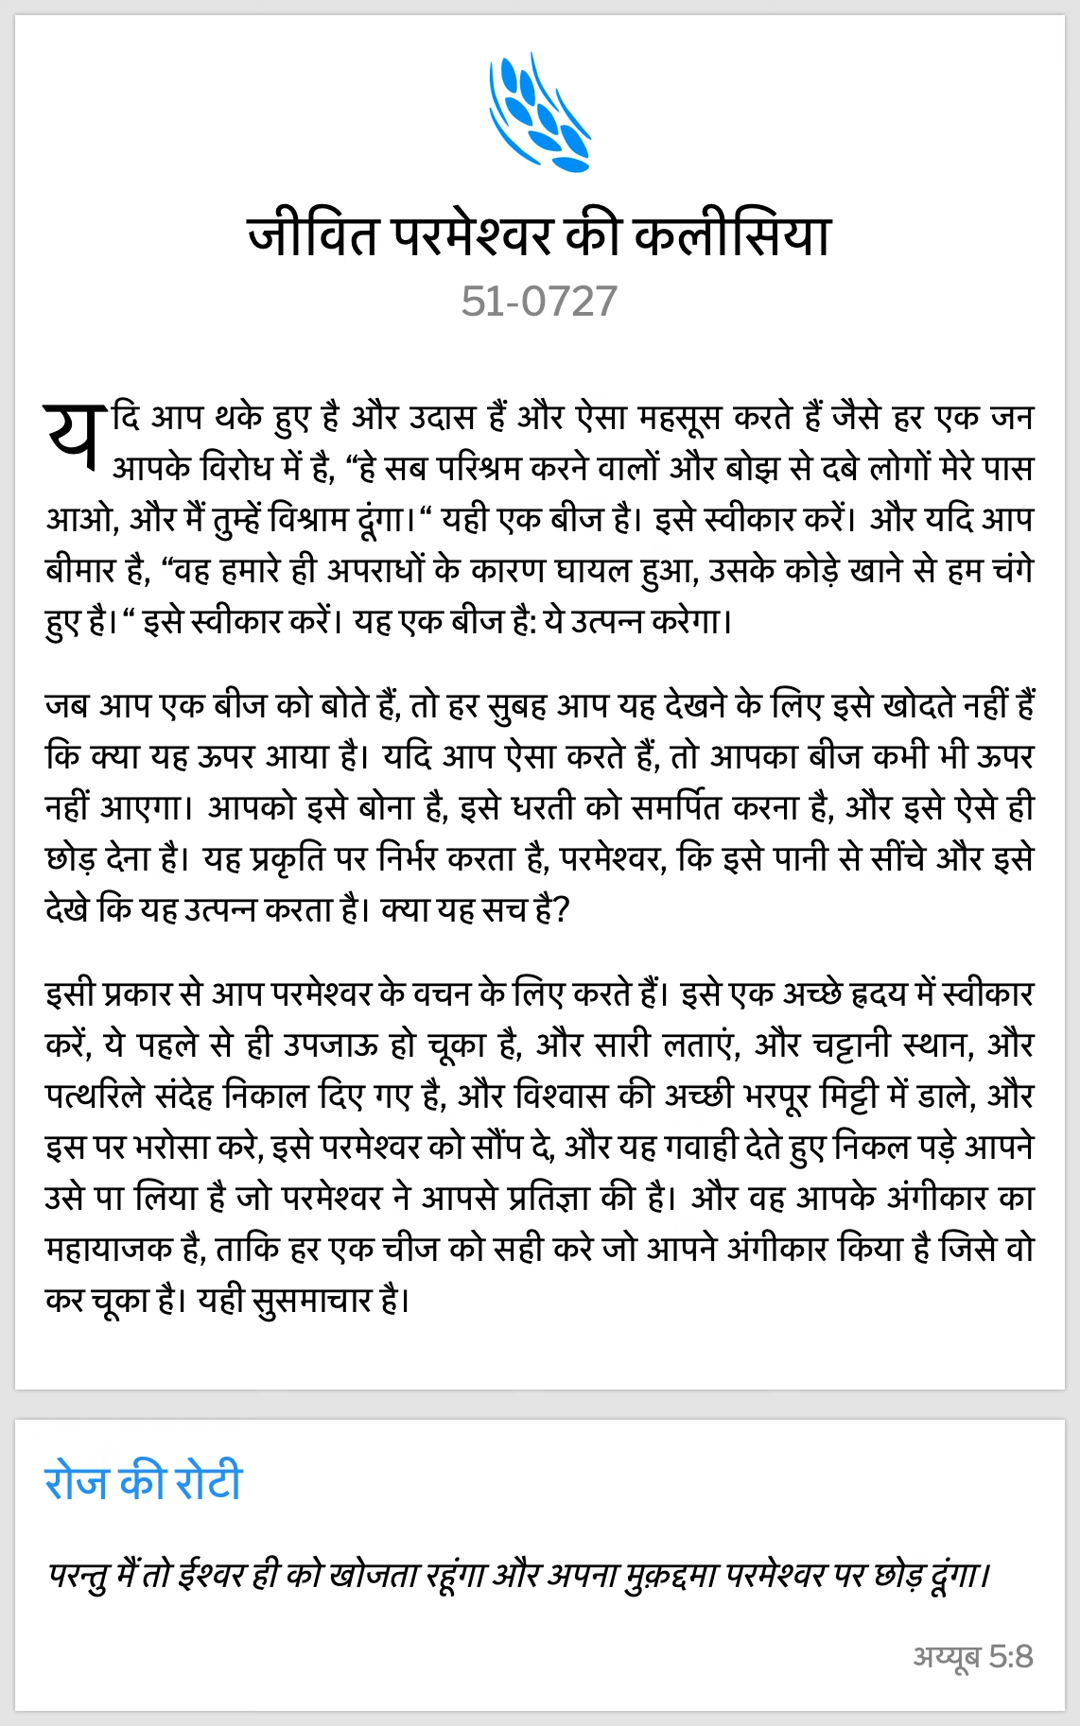 जीवित परमेश्वर की कलीसिया
51-0727
यदि आप थके हुए है और उदास हैं और ऐसा महसूस करते हैं जैसे हर एक जन
आपके विरोध में है, “हे सब परिश्रम करने वालों और बोझ से दबे लोगों मेरे पास
आओ, और मैं तुम्हें विश्राम दूंगा।“ यही एक बीज है। इसे स्वीकार करें। और यदि आप
बीमार है, “वह हमारे ही अपराधों के कारण घायल हुआ, उसके कोड़े खाने से हम चंगे
हुए है।“ इसे स्वीकार करें। यह एक बीज है: ये उत्पन्न करेगा।
जब आप एक बीज को बोते हैं, तो हर सुबह आप यह देखने के लिए इसे खोदते नहीं हैं
कि क्या यह ऊपर आया है। यदि आप ऐसा करते हैं, तो आपका बीज कभी भी ऊपर
नहीं आएगा। आपको इसे बोना है, इसे धरती को समर्पित करना है, और इसे ऐसे ही
छोड़ देना है। यह प्रकृति पर निर्भर करता है, परमेश्वर, कि इसे पानी से सींचे और इसे
देखे कि यह उत्पन्न करता है। क्या यह सच है?
इसी प्रकार से आप परमेश्वर के वचन के लिए करते हैं। इसे एक अच्छे ह्रदय में स्वीकार
करें, ये पहले से ही उपजाऊ हो चूका है, और सारी लताएं, और चट्टानी स्थान, और
पत्थरिले संदेह निकाल दिए गए है, और विश्वास की अच्छी भरपूर मिट्टी में डाले, और
इस पर भरोसा करे, इसे परमेश्वर को सौंप दे, और यह गवाही देते हुए निकल पड़े आपने
उसे पा लिया है जो परमेश्वर ने आपसे प्रतिज्ञा की है। और वह आपके अंगीकार का
महायाजक है, ताकि हर एक चीज को सही करे जो आपने अंगीकार किया है जिसे वो
कर चूका है। यही सुसमाचार है।
रोज की रोटी
परन्तु मैं तो ईश्वर ही को खोजता रहूंगा और अपना मुक़द्दमा परमेश्वर पर छोड़ दूंगा।
अय्यूब 5:8